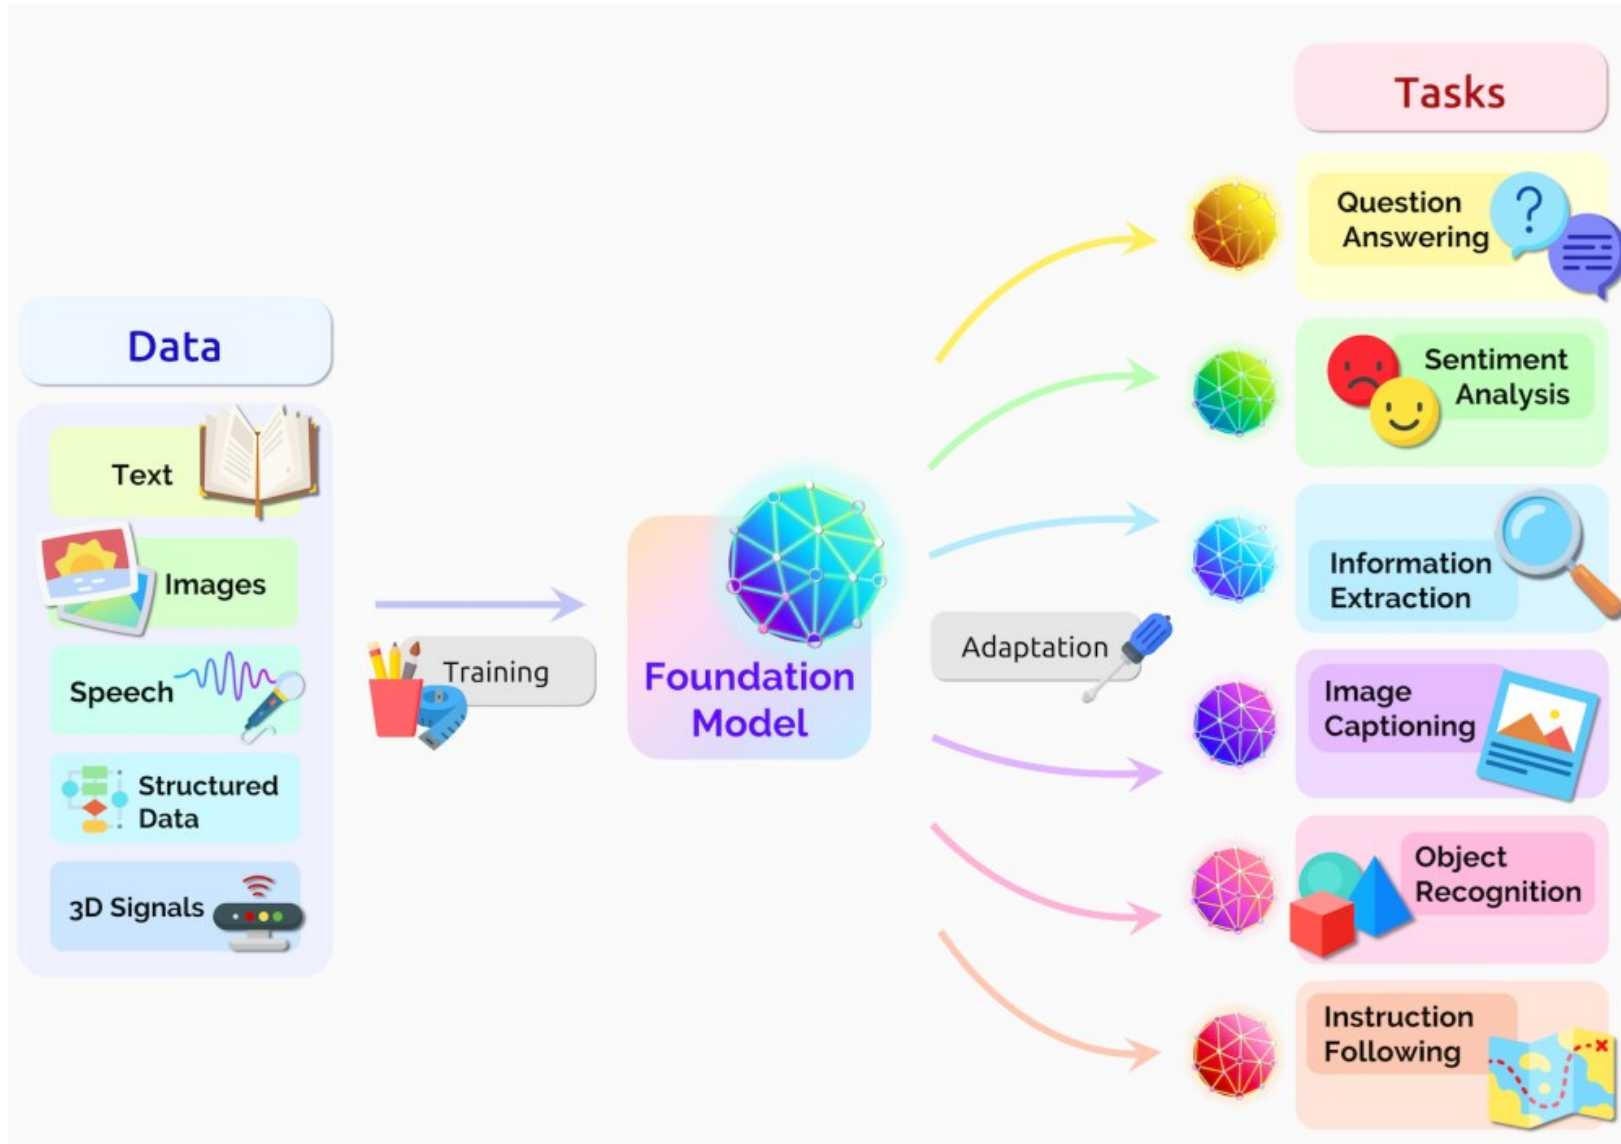 Data
Text
Images
Speech
Structured
Data
3D Signals
Training
Foundation
Model
Adaptation
Tasks
Question
Answering
?
Sentiment
Analysis
Information
Extraction
Image
Captioning
Object
Recognition
Instruction
Following